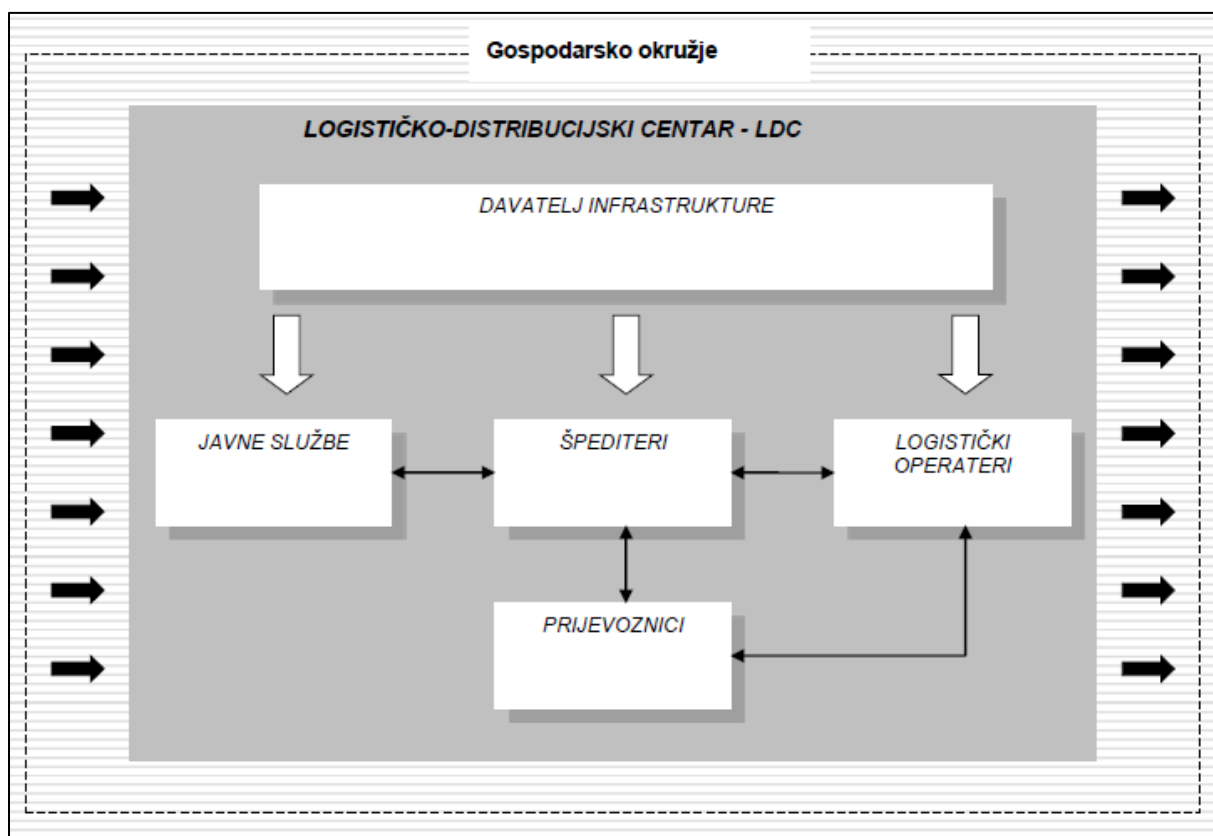 Gospodarsko okružje
LOGISTIČKO-DISTRIBUCIJSKI CENTAR - LDC
DAVATELJ INFRASTRUKTURE
JAVNE SLUŽBE
ŠPEDITERI
LOGISTIČKI
OPERATERI
PRIJEVOZNICI